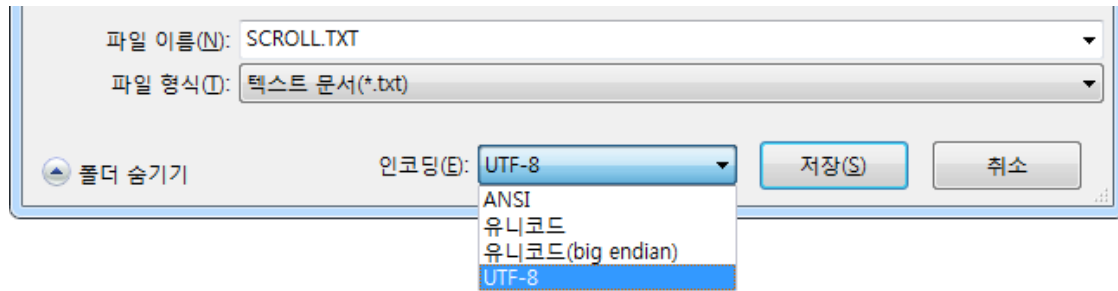 파일 이름(N): SCROLL.TXT
파일 형식(T): 텍스트 문서(*.txt)
폴더 숨기기 인코딩(E): UTF-8 저장(S) 취소
ANSI
유니코드
유니코드(big endian)
UTF-8